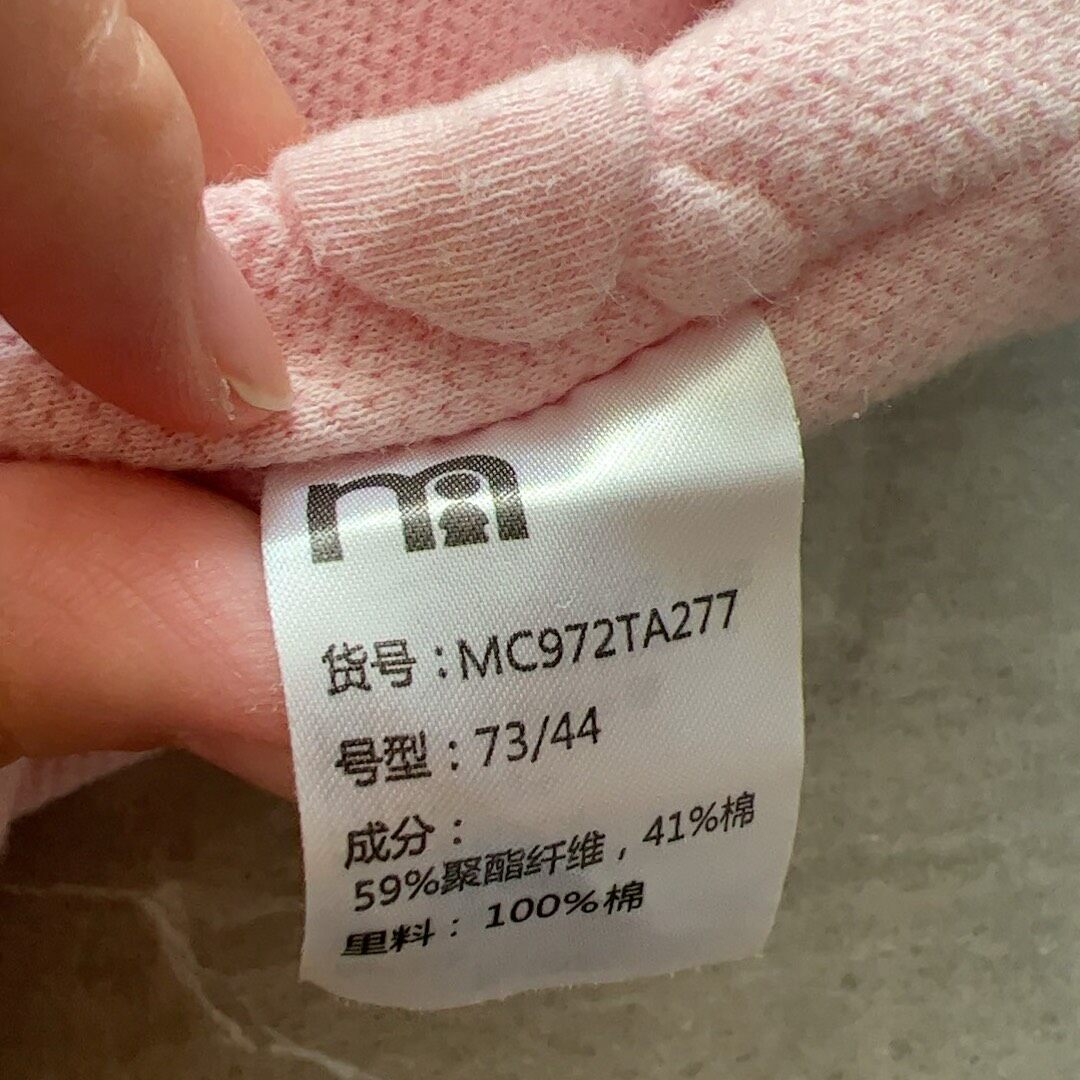 货号：MC972TA277
号型：73/44
成分：
59%聚酯纤维，41%棉
里料：100%棉